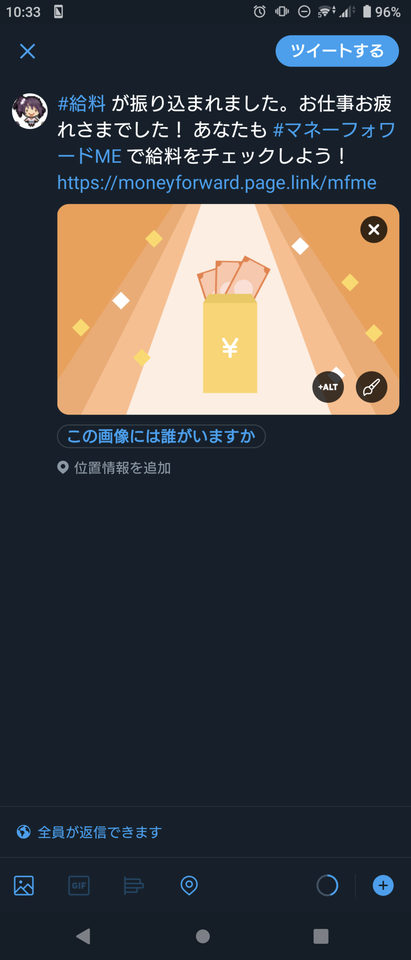 10:33
96%
ツイートする
#給料 が振り込まれました。お仕事お疲
れさまでした！ あなたも #マネーフォワ
ードME で給料をチェックしよう！
https://moneyforward.page.link/mfme
¥
+ALT
この画像には誰がいますか
位置情報を追加
全員が返信できます
GIF